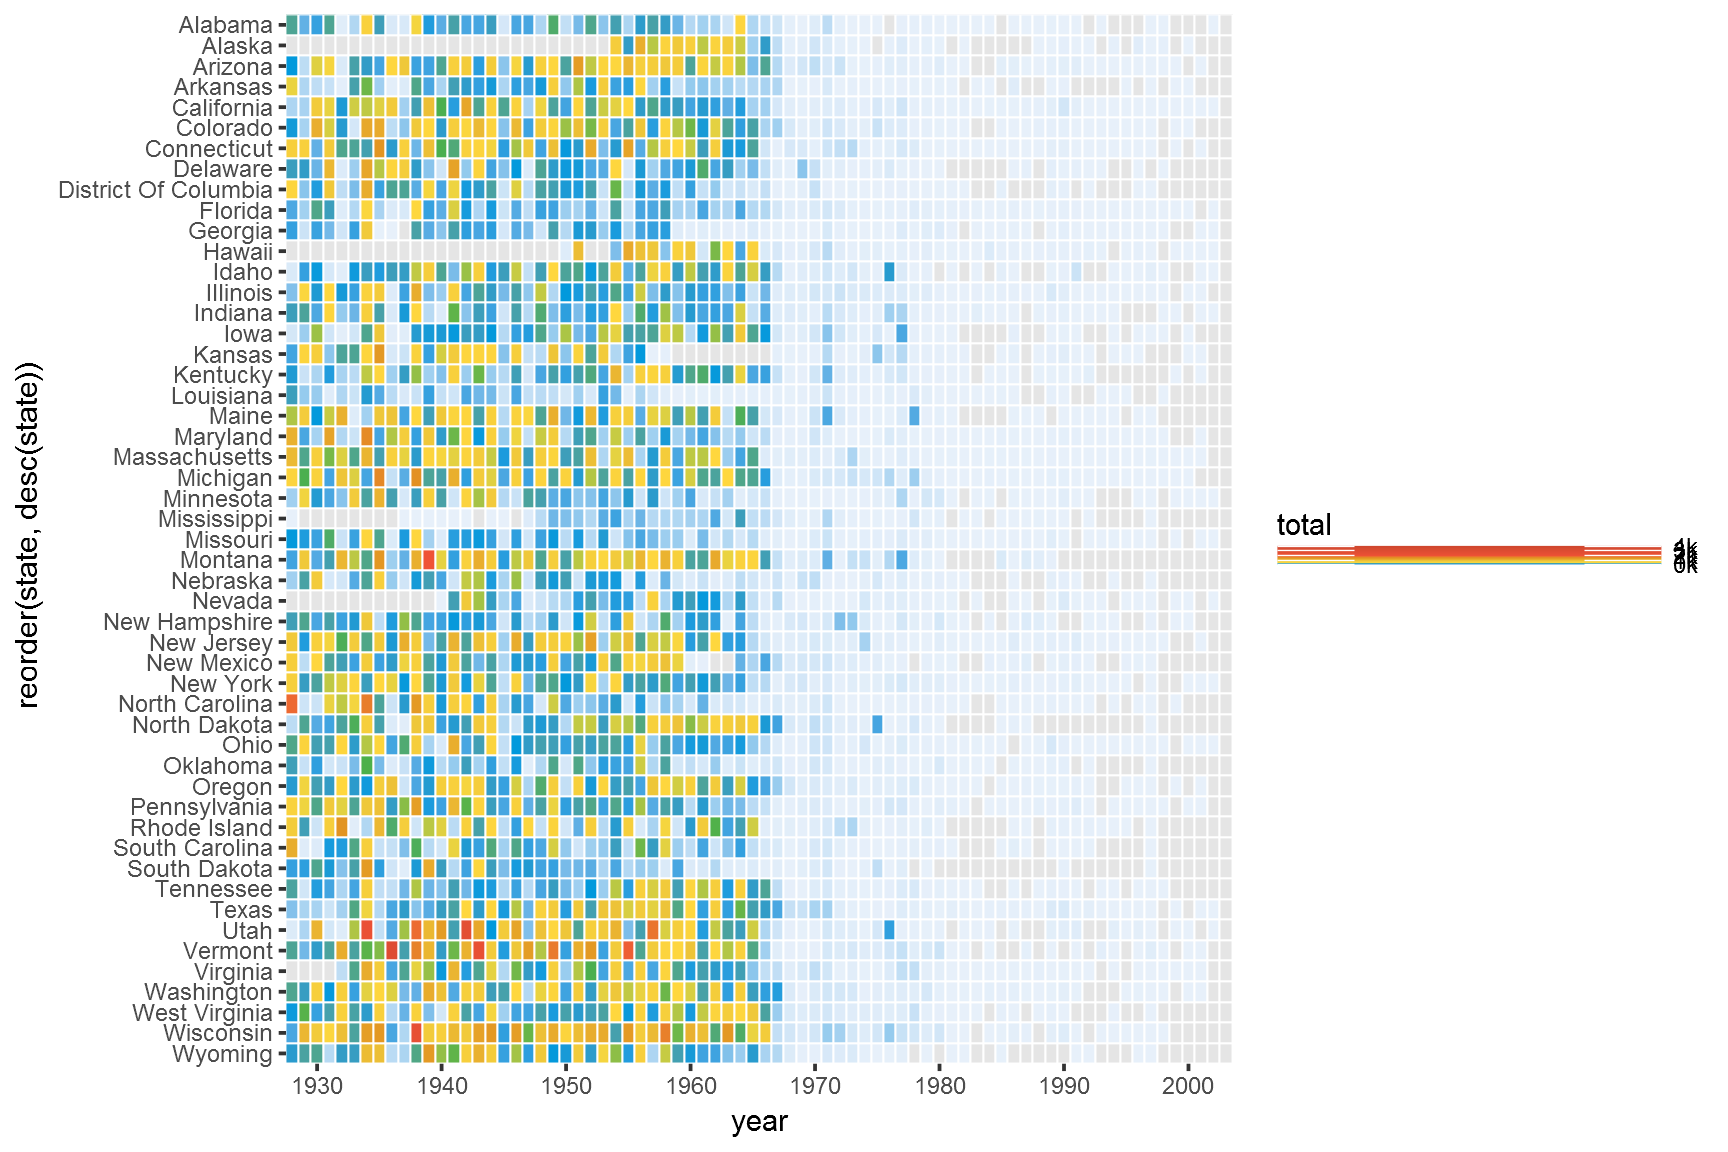 Alabama
Alaska
Arizona
Arkansas
California
Colorado
Connecticut
Delaware
District Of Columbia
Florida
Georgia
Hawaii
Idaho
Illinois
Indiana
Iowa
Kansas
Kentucky
Louisiana
Maine
Maryland
Massachusetts
Michigan
Minnesota
Mississippi
Missouri
Montana
Nebraska
Nevada
New Hampshire
New Jersey
New Mexico
New York
North Carolina
North Dakota
Ohio
Oklahoma
Oregon
Pennsylvania
Rhode Island
South Carolina
South Dakota
Tennessee
Texas
Utah
Vermont
Virginia
Washington
West Virginia
Wisconsin
Wyoming
reorder(state, desc(state))
1930 1940 1950 1960 1970 1980 1990 2000
year
total
0k